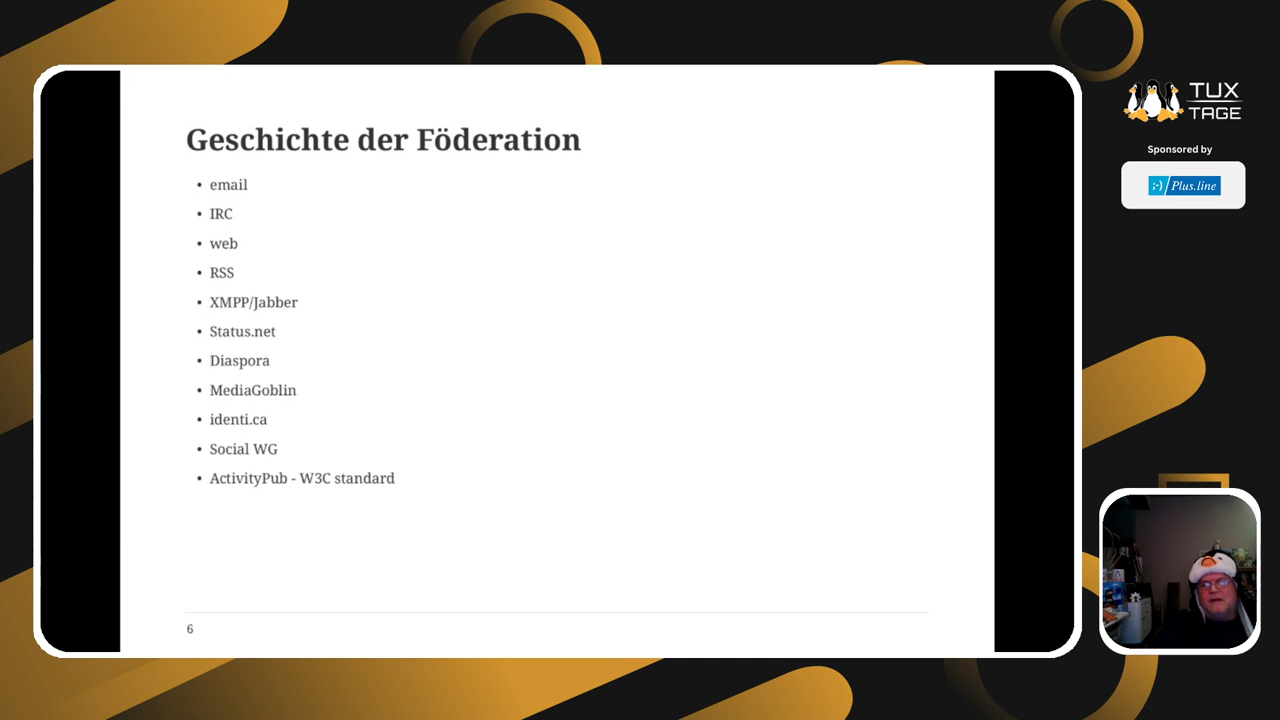 Geschichte der Föderation
• email
• IRC
• web
• RSS
• XMPP/Jabber
• Status.net
• Diaspora
• MediaGoblin
• identi.ca
• Social WG
• ActivityPub - W3C standard
6
TUX
TAGE
Sponsored by
;-) Plus.line